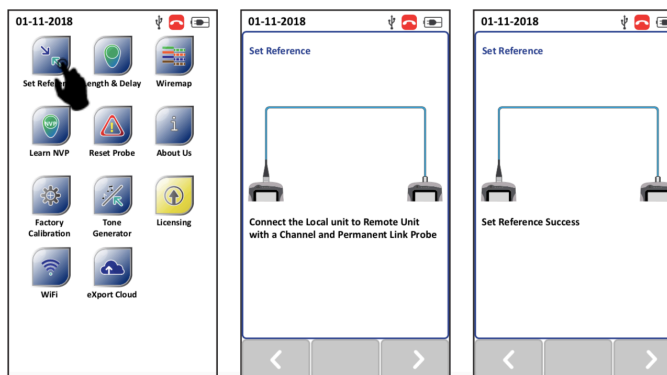 01-11-2018
Set Refere
ength & Delay
Wiremap
NVP
i
Learn NVP
Reset Probe
About Us
Factory
Calibration
Tone
Generator
Licensing
WiFi
eXport Cloud
01-11-2018
Set Reference
Connect the Local unit to Remote Unit
with a Channel and Permanent Link Probe
01-11-2018
Set Reference
Set Reference Success